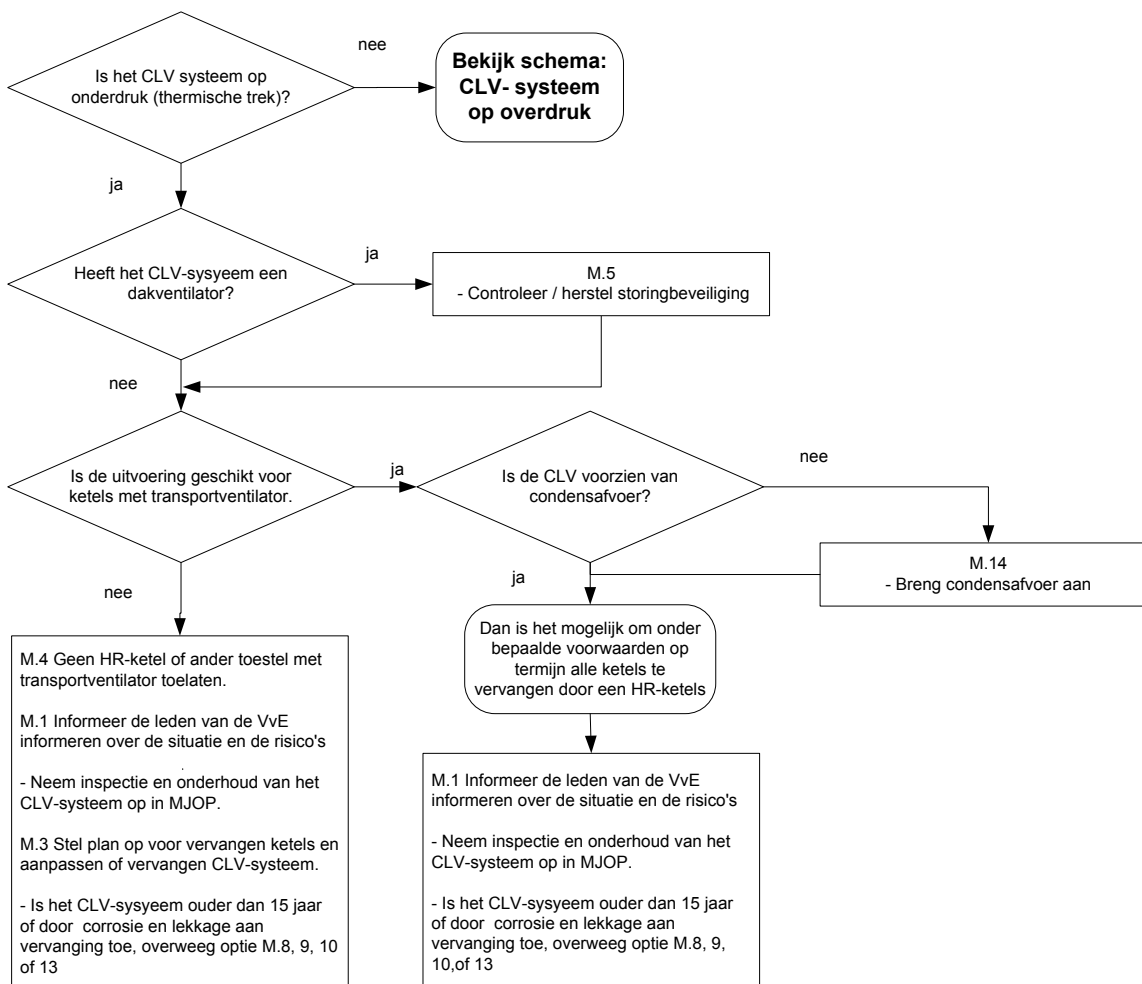 Is het CLV systeem op
onderdruk (thermische trek)?
nee
Bekijk schema:
CLV- systeem
op overdruk
ja
Heeft het CLV-sysyeem een
dakventilator?
ja
M.5
- Controleer / herstel storingbeveiliging
nee
Is de uitvoering geschikt voor
ketels met transportventilator.
ja
Is de CLV voorzien van
condensafvoer?
nee
M.14
- Breng condensafvoer aan
nee
ja
Dan is het mogelijk om onder
bepaalde voorwaarden op
termijn alle ketels te
vervangen door een HR-ketels
M.4 Geen HR-ketel of ander toestel met
transportventilator toelaten.
M.1 Informeer de leden van de VvE
informeren over de situatie en de risico's
- Neem inspectie en onderhoud van het
CLV-systeem op in MJOP.
M.3 Stel plan op voor vervangen ketels en
aanpassen of vervangen CLV-systeem.
- Is het CLV-sysyeem ouder dan 15 jaar
of door  corrosie en lekkage aan
vervanging toe, overweeg optie M.8, 9, 10
of 13
M.1 Informeer de leden van de VvE
informeren over de situatie en de risico's
- Neem inspectie en onderhoud van het
CLV-systeem op in MJOP.
- Is het CLV-sysyeem ouder dan 15 jaar
of door  corrosie en lekkage aan
vervanging toe, overweeg optie M.8, 9,
10,of 13